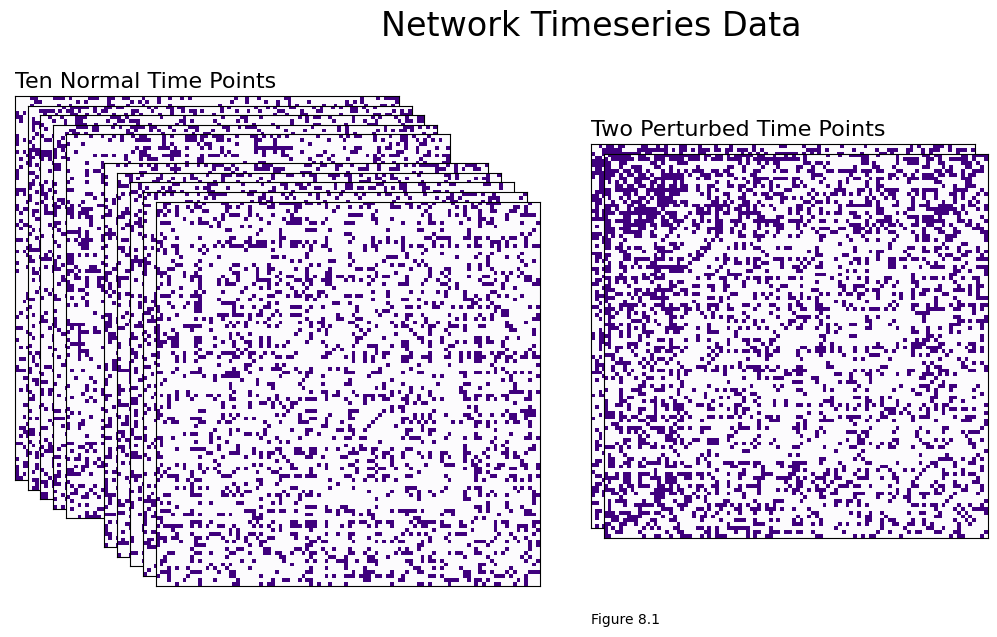 Network Timeseries Data
Ten Normal Time Points
Two Perturbed Time Points
Figure 8.1